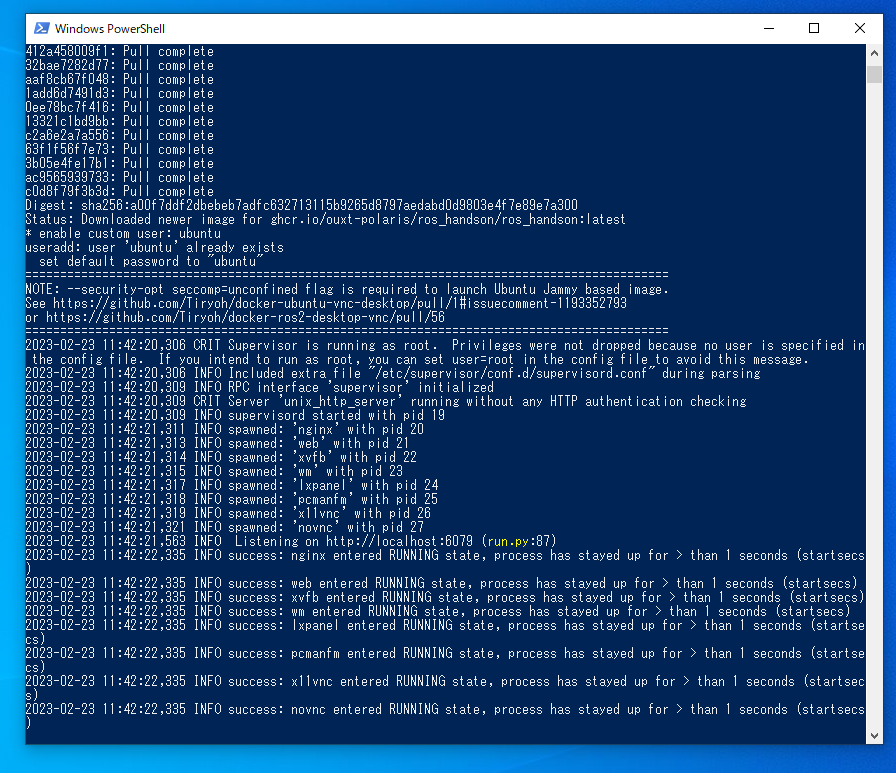 Windows PowerShell
412a458009f1: Pull complete
32bae7282d77: Pull complete
aaf8cb67f048: Pull complete
1add6d7491d3: Pull complete
0ee78bc7f416: Pull complete
13321c1bd9bb: Pull complete
c2a6e2a7a556: Pull complete
63f1f56f7e73: Pull complete
3b05e4fe17b1: Pull complete
ac9565939733: Pull complete
c0d8f79f3b3d: Pull complete
Digest: sha256:a00f7ddf2dbebeb7adfc632713115b9265d8797aedabd0d9803e4f7e89e7a300
Status: Downloaded newer image for ghcr.io/ouxt-polaris/ros_handson/ros_handson:latest
* enable custom user: ubuntu
useradd: user 'ubuntu' already exists
  set default password to "ubuntu"
============================================================================================
NOTE: --security-opt seccomp=unconfined flag is required to launch Ubuntu Jammy based image.
See https://github.com/Tiryoh/docker-ubuntu-vnc-desktop/pull/1#issuecomment-1193352793
or https://github.com/Tiryoh/docker-ros2-desktop-vnc/pull/56
============================================================================================
2023-02-23 11:42:20,306 CRIT Supervisor is running as root.  Privileges were not dropped because no user is specified in
 the config file.  If you intend to run as root, you can set user=root in the config file to avoid this message.
2023-02-23 11:42:20,306 INFO Included extra file "/etc/supervisor/conf.d/supervisord.conf" during parsing
2023-02-23 11:42:20,309 INFO RPC interface 'supervisor' initialized
2023-02-23 11:42:20,309 CRIT Server 'unix_http_server' running without any HTTP authentication checking
2023-02-23 11:42:20,309 INFO supervisord started with pid 19
2023-02-23 11:42:21,311 INFO spawned: 'nginx' with pid 20
2023-02-23 11:42:21,313 INFO spawned: 'web' with pid 21
2023-02-23 11:42:21,314 INFO spawned: 'xvfb' with pid 22
2023-02-23 11:42:21,315 INFO spawned: 'wm' with pid 23
2023-02-23 11:42:21,317 INFO spawned: 'lxpanel' with pid 24
2023-02-23 11:42:21,318 INFO spawned: 'pcmanfm' with pid 25
2023-02-23 11:42:21,319 INFO spawned: 'x11vnc' with pid 26
2023-02-23 11:42:21,321 INFO spawned: 'novnc' with pid 27
2023-02-23 11:42:21,563 INFO  Listening on http://localhost:6079 (run.py:87)
2023-02-23 11:42:22,335 INFO success: nginx entered RUNNING state, process has stayed up for > than 1 seconds (startsecs
)
2023-02-23 11:42:22,335 INFO success: web entered RUNNING state, process has stayed up for > than 1 seconds (startsecs)
2023-02-23 11:42:22,335 INFO success: xvfb entered RUNNING state, process has stayed up for > than 1 seconds (startsecs)
2023-02-23 11:42:22,335 INFO success: wm entered RUNNING state, process has stayed up for > than 1 seconds (startsecs)
2023-02-23 11:42:22,335 INFO success: lxpanel entered RUNNING state, process has stayed up for > than 1 seconds (startse
cs)
2023-02-23 11:42:22,335 INFO success: pcmanfm entered RUNNING state, process has stayed up for > than 1 seconds (startse
cs)
2023-02-23 11:42:22,335 INFO success: x11vnc entered RUNNING state, process has stayed up for > than 1 seconds (startsec
s)
2023-02-23 11:42:22,335 INFO success: novnc entered RUNNING state, process has stayed up for > than 1 seconds (startsecs
)